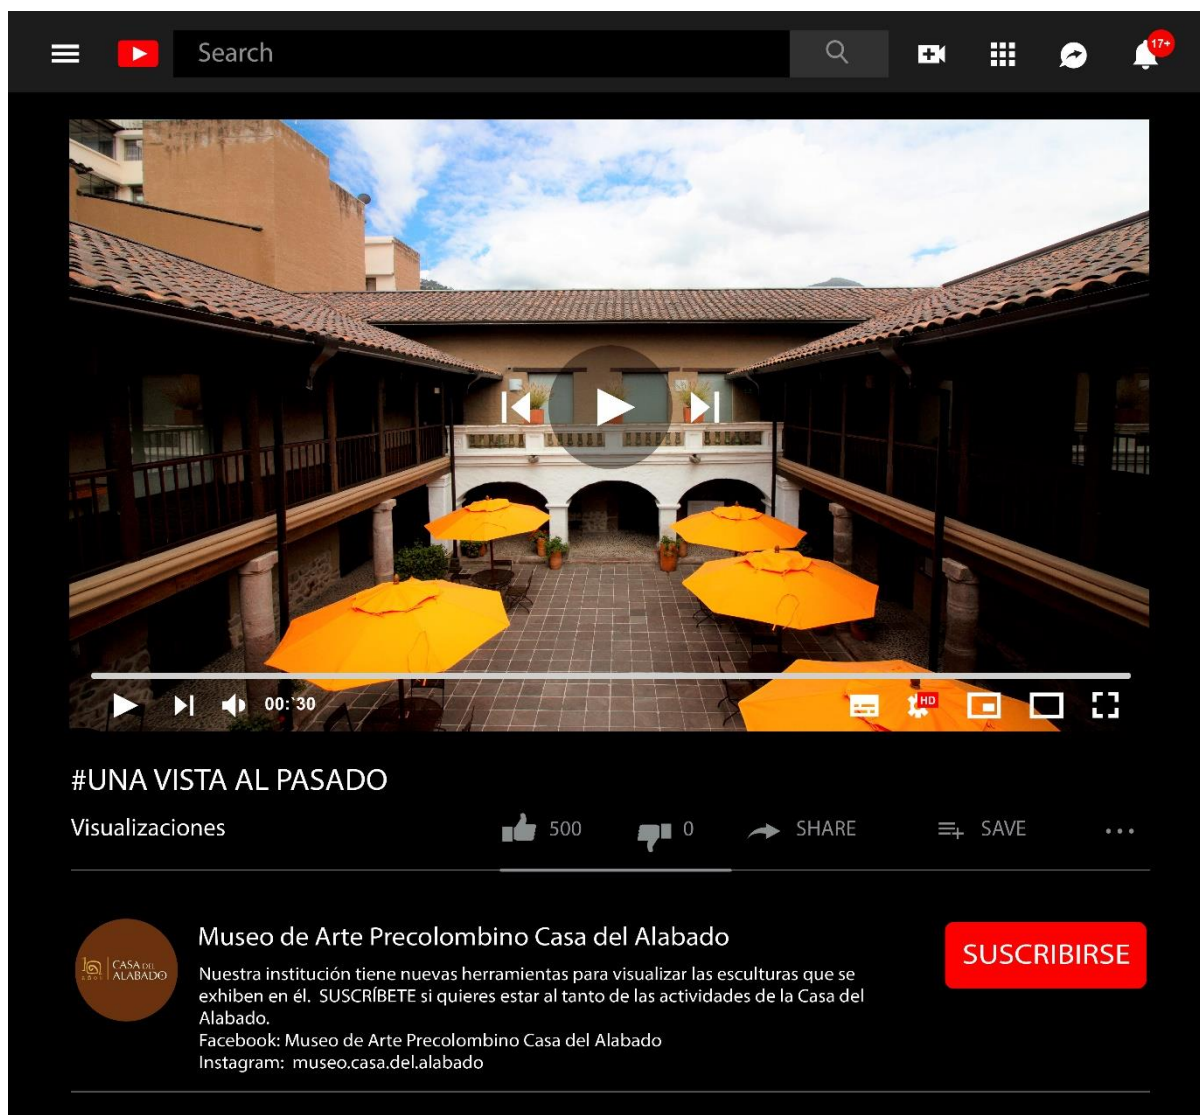 Search
17+
00:`30
HD
#UNA VISTA AL PASADO
Visualizaciones
500
0
SHARE
SAVE
Museo de Arte Precolombino Casa del Alabado
SUSCRIBIRSE
CASA DEL
ALABADO
Nuestra institución tiene nuevas herramientas para visualizar las esculturas que se
exhiben en él. SUSCRÍBETE si quieres estar al tanto de las actividades de la Casa del
Alabado.
Facebook: Museo de Arte Precolombino Casa del Alabado
Instagram: museo.casa.del.alabado